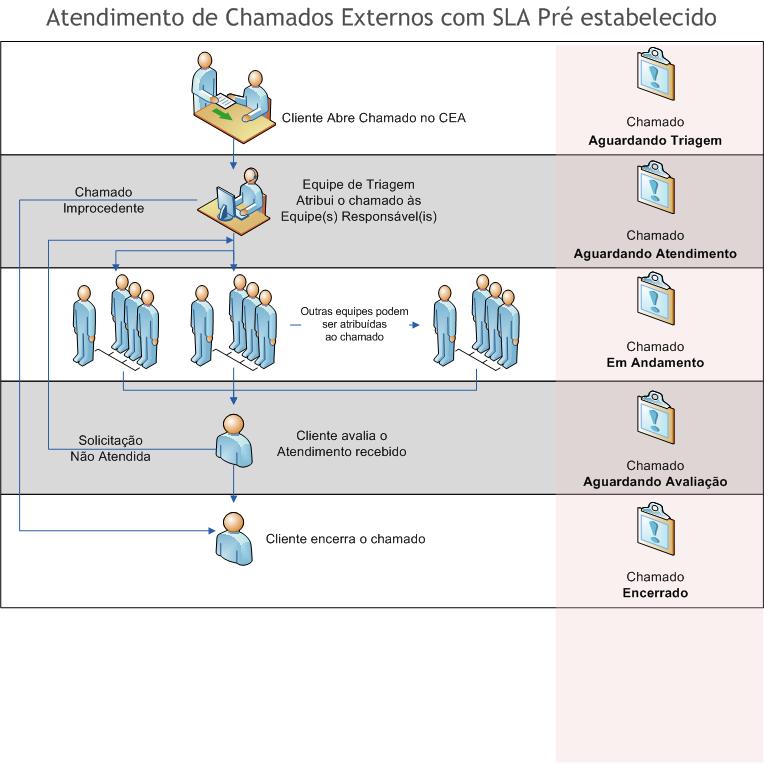 Atendimento de Chamados Externos com SLA Pré estabelecido
Cliente Abre Chamado no CEA
Chamado
Aguardando Triagem
Chamado
Improcedente
Equipe de Triagem
Atribui o chamado às
Equipe(s) Responsável(is)
Chamado
Aguardando Atendimento
Outras equipes podem
ser atribuídas
ao chamado
Chamado
Em Andamento
Solicitação
Não Atendida
Cliente avalia o
Atendimento recebido
Chamado
Aguardando Avaliação
Cliente encerra o chamado
Chamado
Encerrado